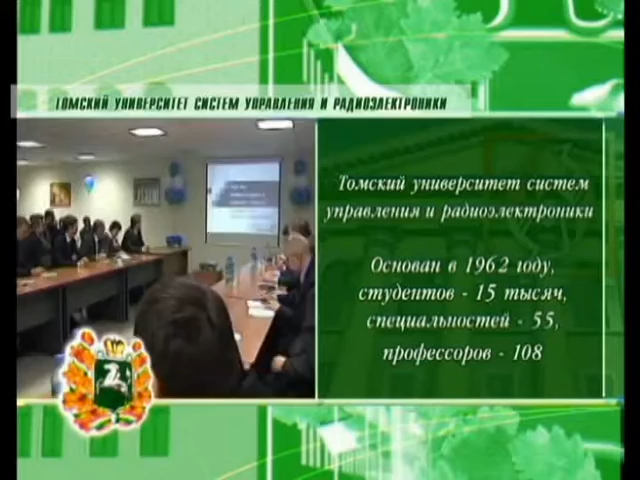 ТОМСКИЙ УНИВЕРСИТЕТ СИСТЕМ УПРАВЛЕНИЯ И РАДИОЭЛЕКТРОНИКИ
Томский университет систем
управления и радиоэлектроники
Основан в 1962 году,
студентов - 15 тысяч,
специальностей - 55,
профессоров - 108